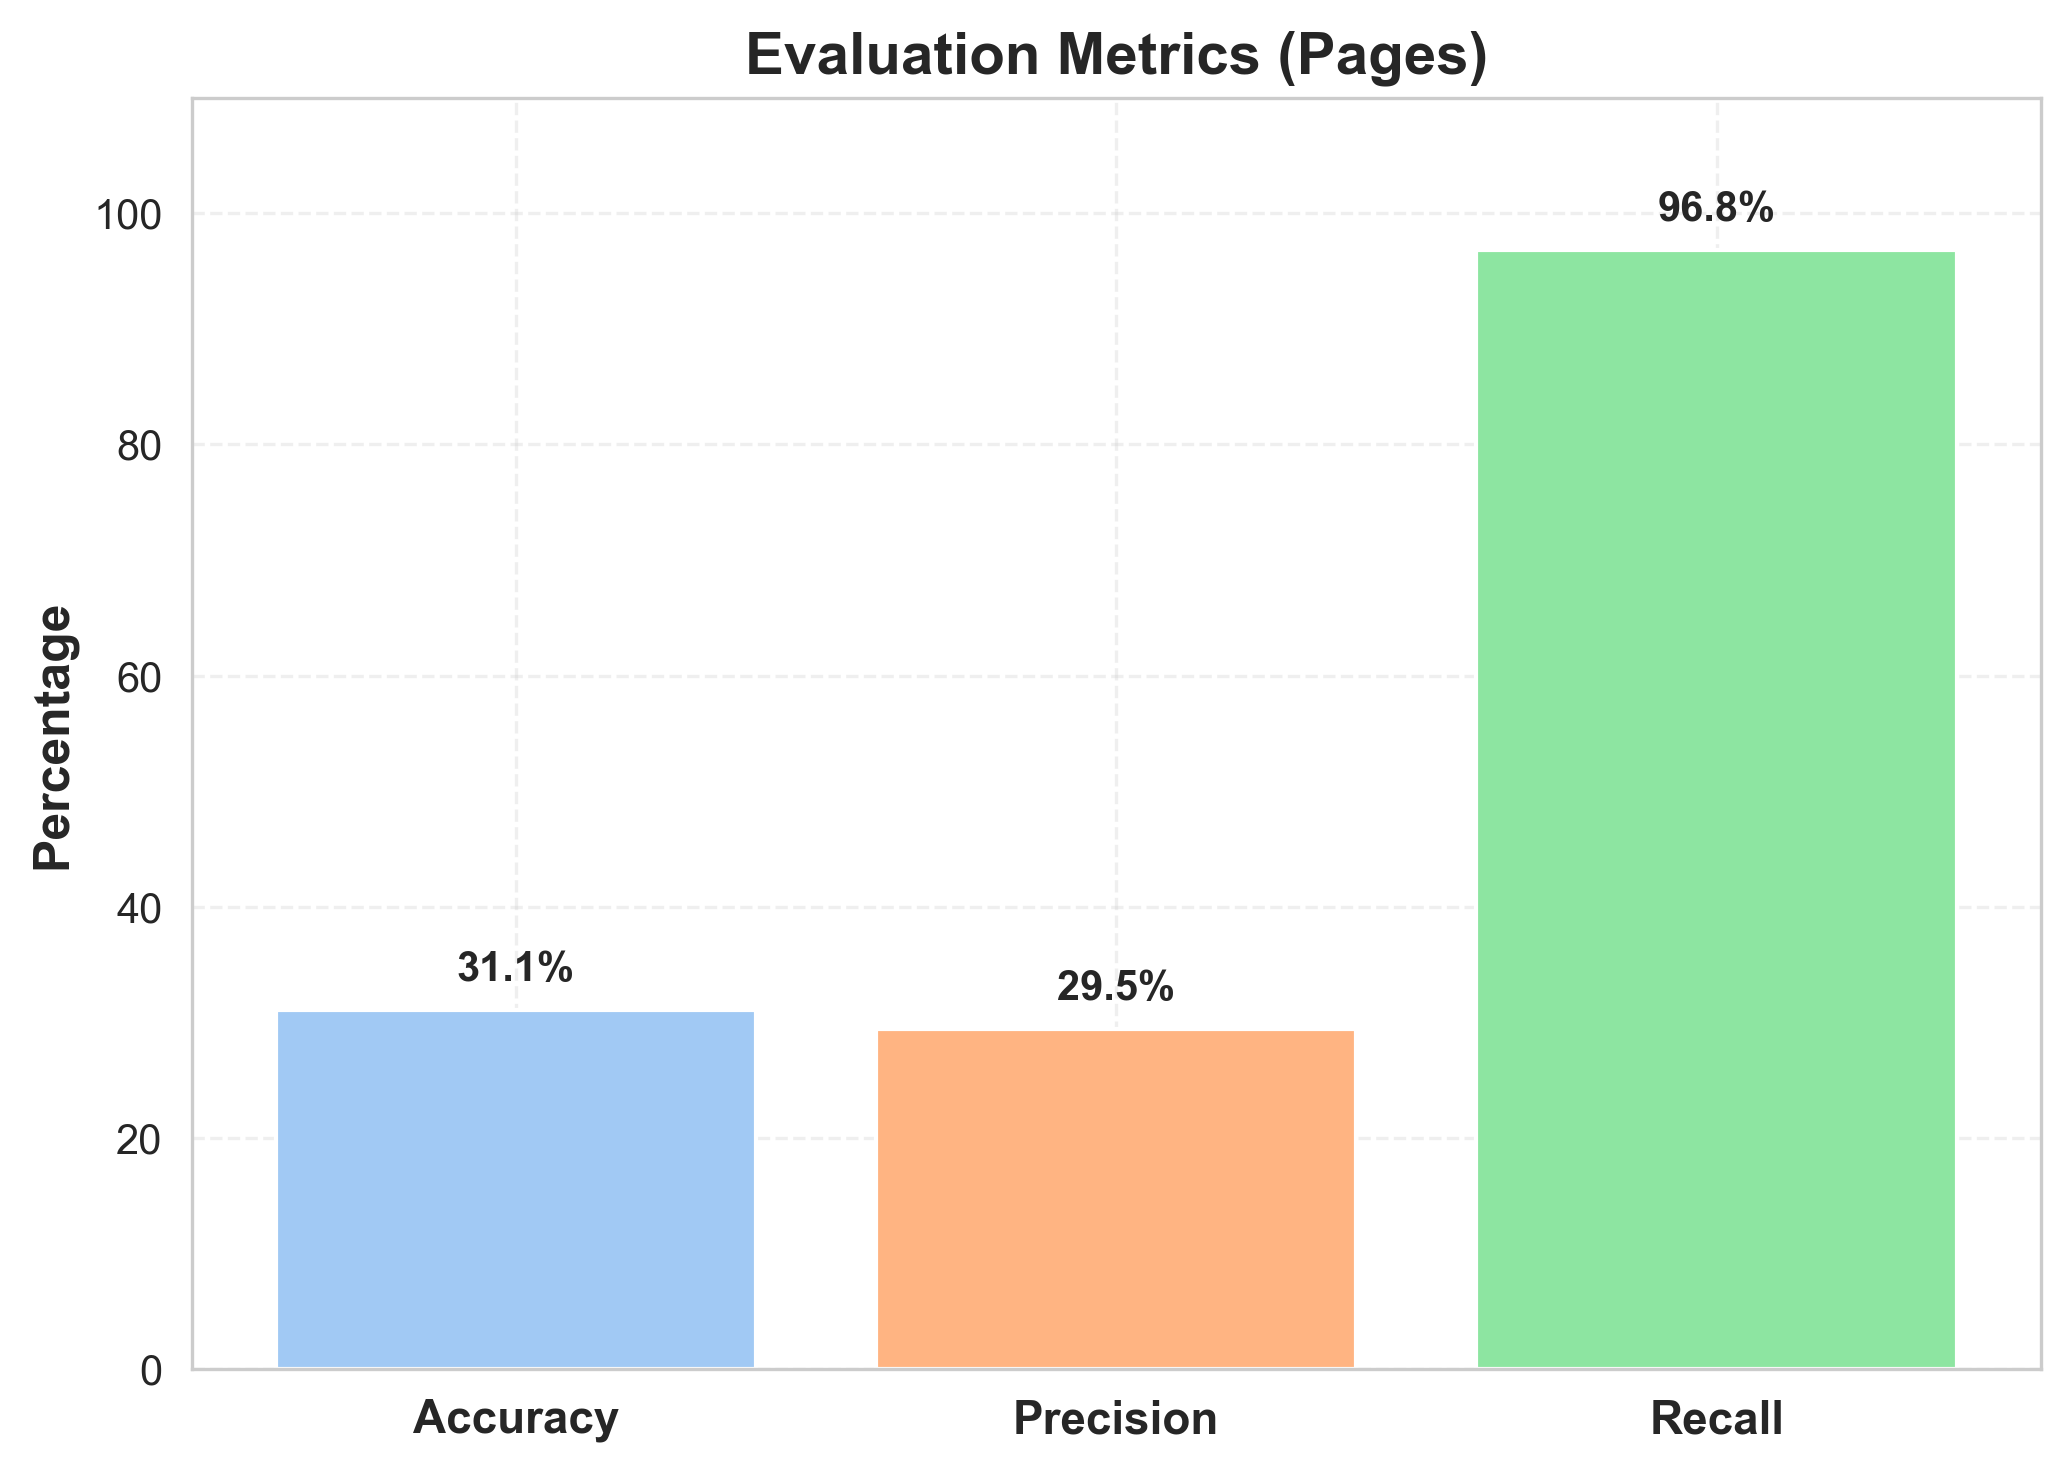 Evaluation Metrics (Pages)
Percentage
100
80
60
40
20
0
31.1%
29.5%
96.8%
Accuracy
Precision
Recall